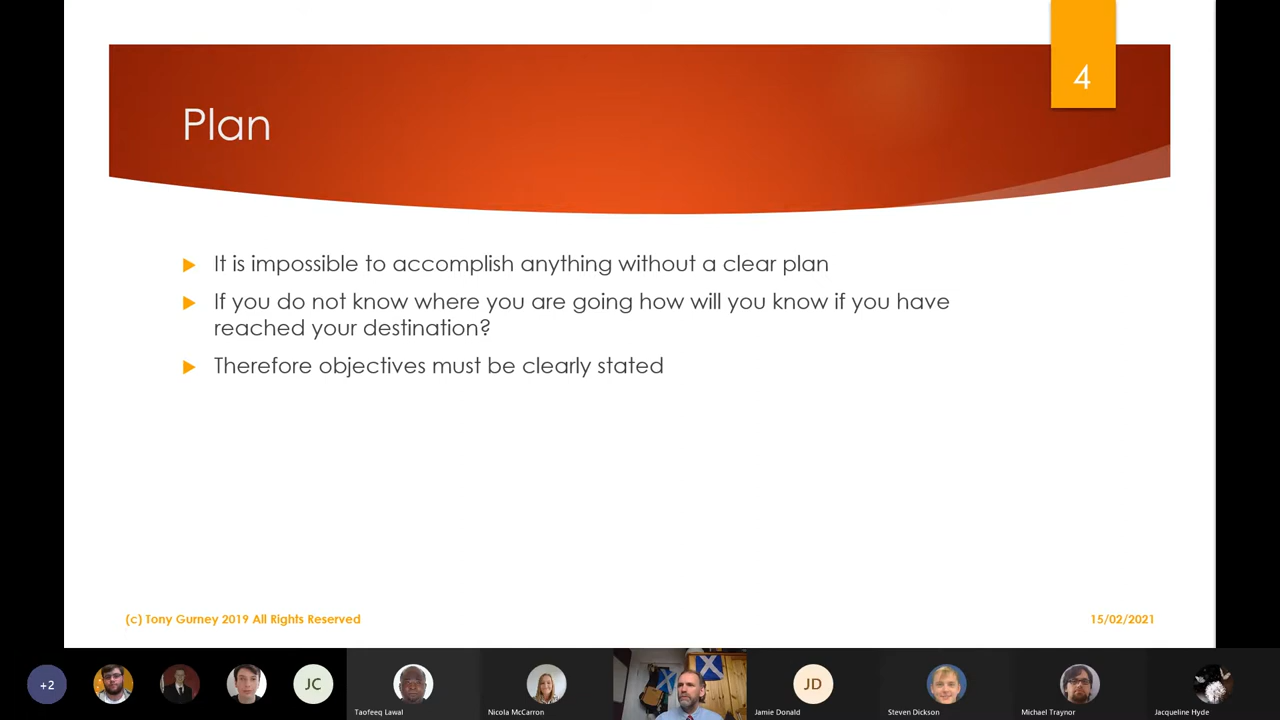 4
Plan
It is impossible to accomplish anything without a clear plan
If you do not know where you are going how will you know if you have
reached your destination?
Therefore objectives must be clearly stated
(c) Tony Gurney 2019 All Rights Reserved
15/02/2021
+2
JC
JD
Taofeeq Lawal
Nicola McCarron
Jamie Donald
Steven Dickson
Michael Traynor
Jacqueline Hyde